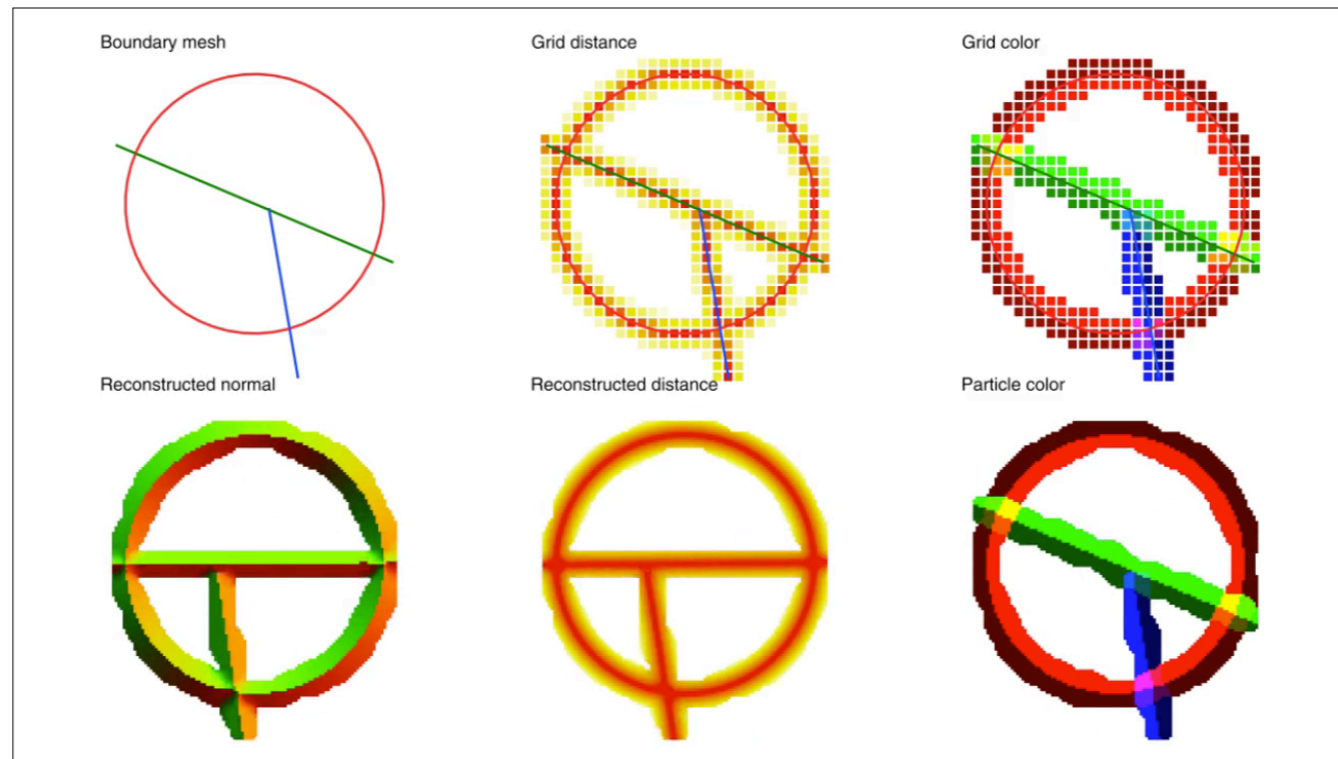 Boundary mesh
Grid distance
Grid color
Reconstructed normal
Reconstructed distance
Particle color